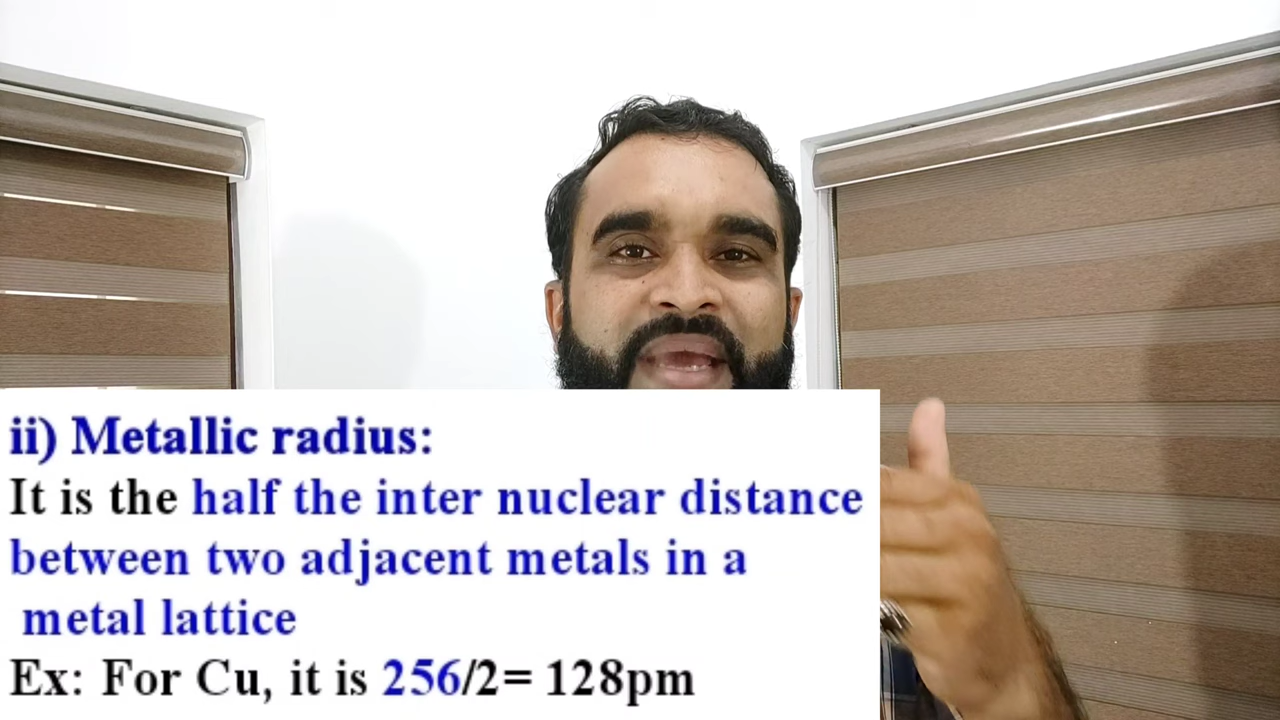 ii) Metallic radius:
It is the half the inter nuclear distance
between two adjacent metals in a
metal lattice
Ex: For Cu, it is 256/2= 128pm